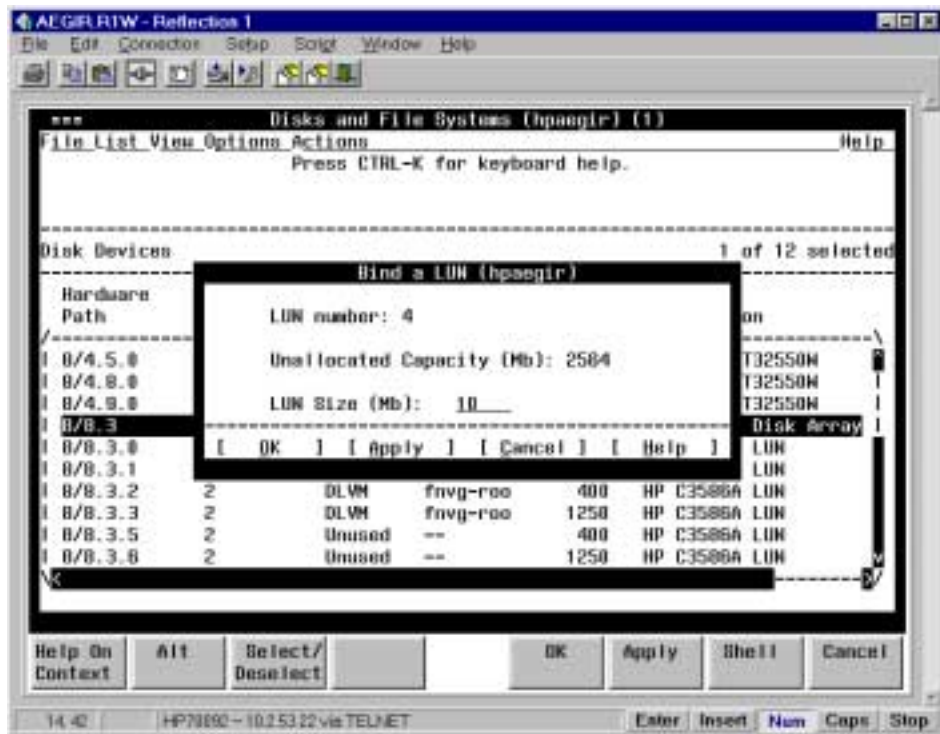 AEGIR.R1W - Reflection 1
File Edit Connection Setup Script Window Help
Disks and File Systems (hpaegir) (1)
File List View Options Actions Help
Press CTRL-K for keyboard help.
Disk Devices 1 of 12 selected
Bind a LUN (hpaegir)
Hardware
Path
LUN number: 4
on
8/4.5.0 Unallocated Capacity (Mb): 2584 T32550W
8/4.8.0 T32550W
8/4.9.0 LUN Size (Mb): 10 T32550W
8/8.3 Disk Array
8/8.3.0 [ OK ] [ Apply ] [ Cancel ] [ Help ] LUN
8/8.3.1 LUN
8/8.3.2 2 DLVM fnvg-roo 400 HP C3586A LUN
8/8.3.3 2 DLVM fnvg-roo 1250 HP C3586A LUN
8/8.3.5 2 Unused -- 400 HP C3586A LUN
8/8.3.6 2 Unused -- 1250 HP C3586A LUN
Help On Context Alt Select/Deselect OK Apply Shell Cancel
14, 42 HP70092 -- 10.2.53.22 via TELNET Enter Insert Num Caps Stop